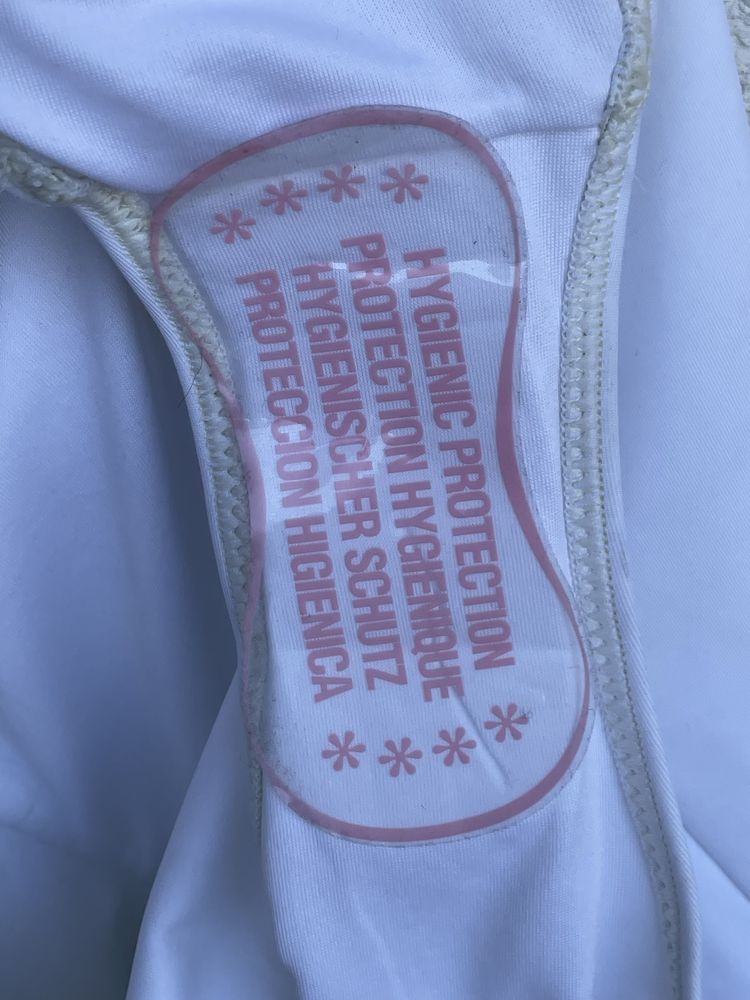 ****
HYGIENIC PROTECTION
PROTECTION HYGIENIQUE
HYGIENISCHER SCHUTZ
PROTECCION HIGIENICA
****